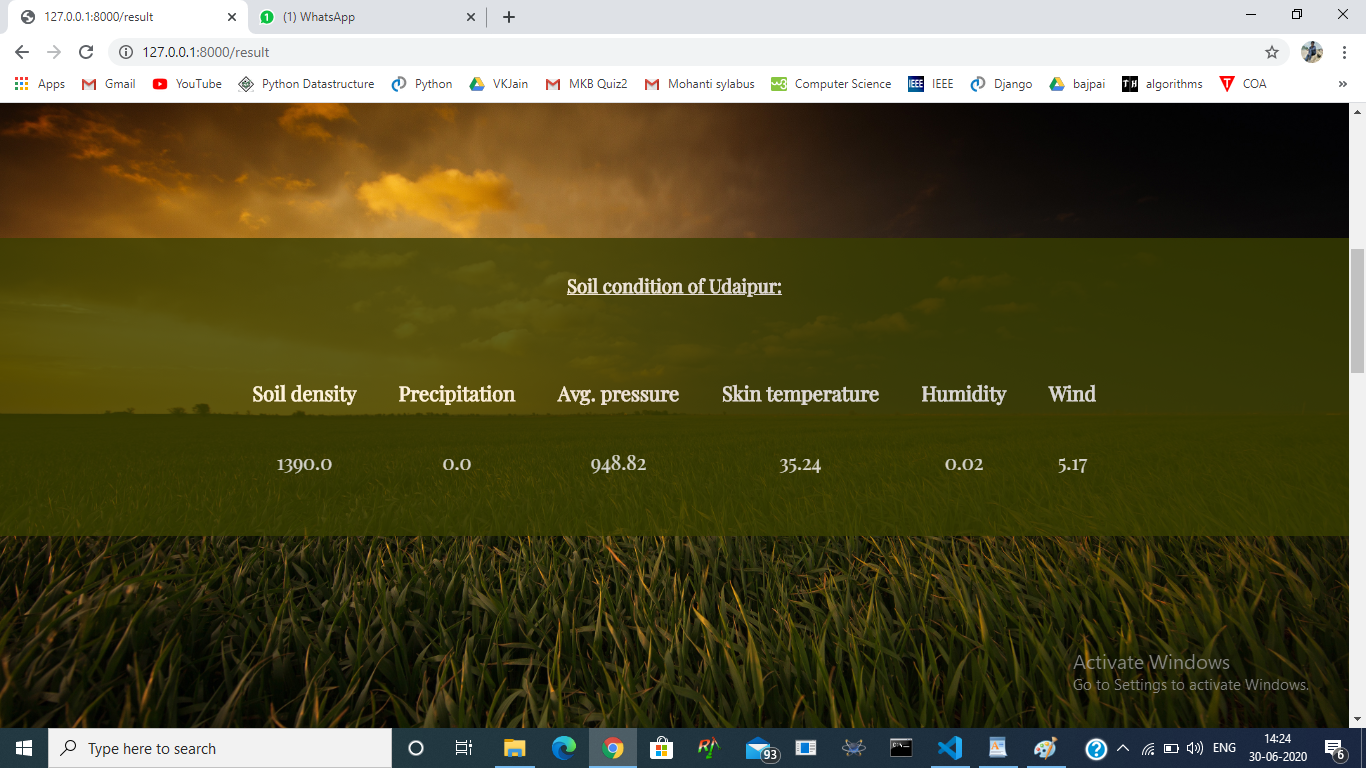 127.0.0.1:8000/result
(1) WhatsApp
127.0.0.1:8000/result
Apps Gmail YouTube Python Datastructure Python VKJain MKB Quiz2 Mohanti sylabus Computer Science IEEE IEEE Django bajpai TH algorithms COA »
Soil condition of Udaipur:
Soil density Precipitation Avg. pressure Skin temperature Humidity Wind
1390.0 0.0 948.82 35.24 0.02 5.17
Activate Windows
Go to Settings to activate Windows.
Type here to search
93
ENG
14:24
30-06-2020
6